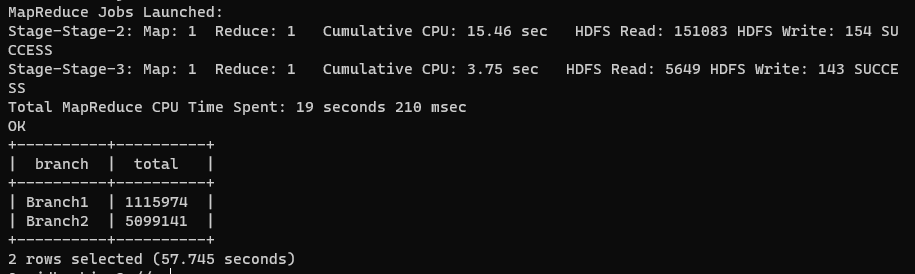 MapReduce Jobs Launched:
Stage-Stage-2: Map: 1  Reduce: 1   Cumulative CPU: 15.46 sec   HDFS Read: 151083 HDFS Write: 154 SU
CCESS
Stage-Stage-3: Map: 1  Reduce: 1   Cumulative CPU: 3.75 sec   HDFS Read: 5649 HDFS Write: 143 SUCCE
SS
Total MapReduce CPU Time Spent: 19 seconds 210 msec
OK
+----------+----------+
|  branch  |  total   |
+----------+----------+
| Branch1  | 1115974  |
| Branch2  | 5099141  |
+----------+----------+
2 rows selected (57.745 seconds)